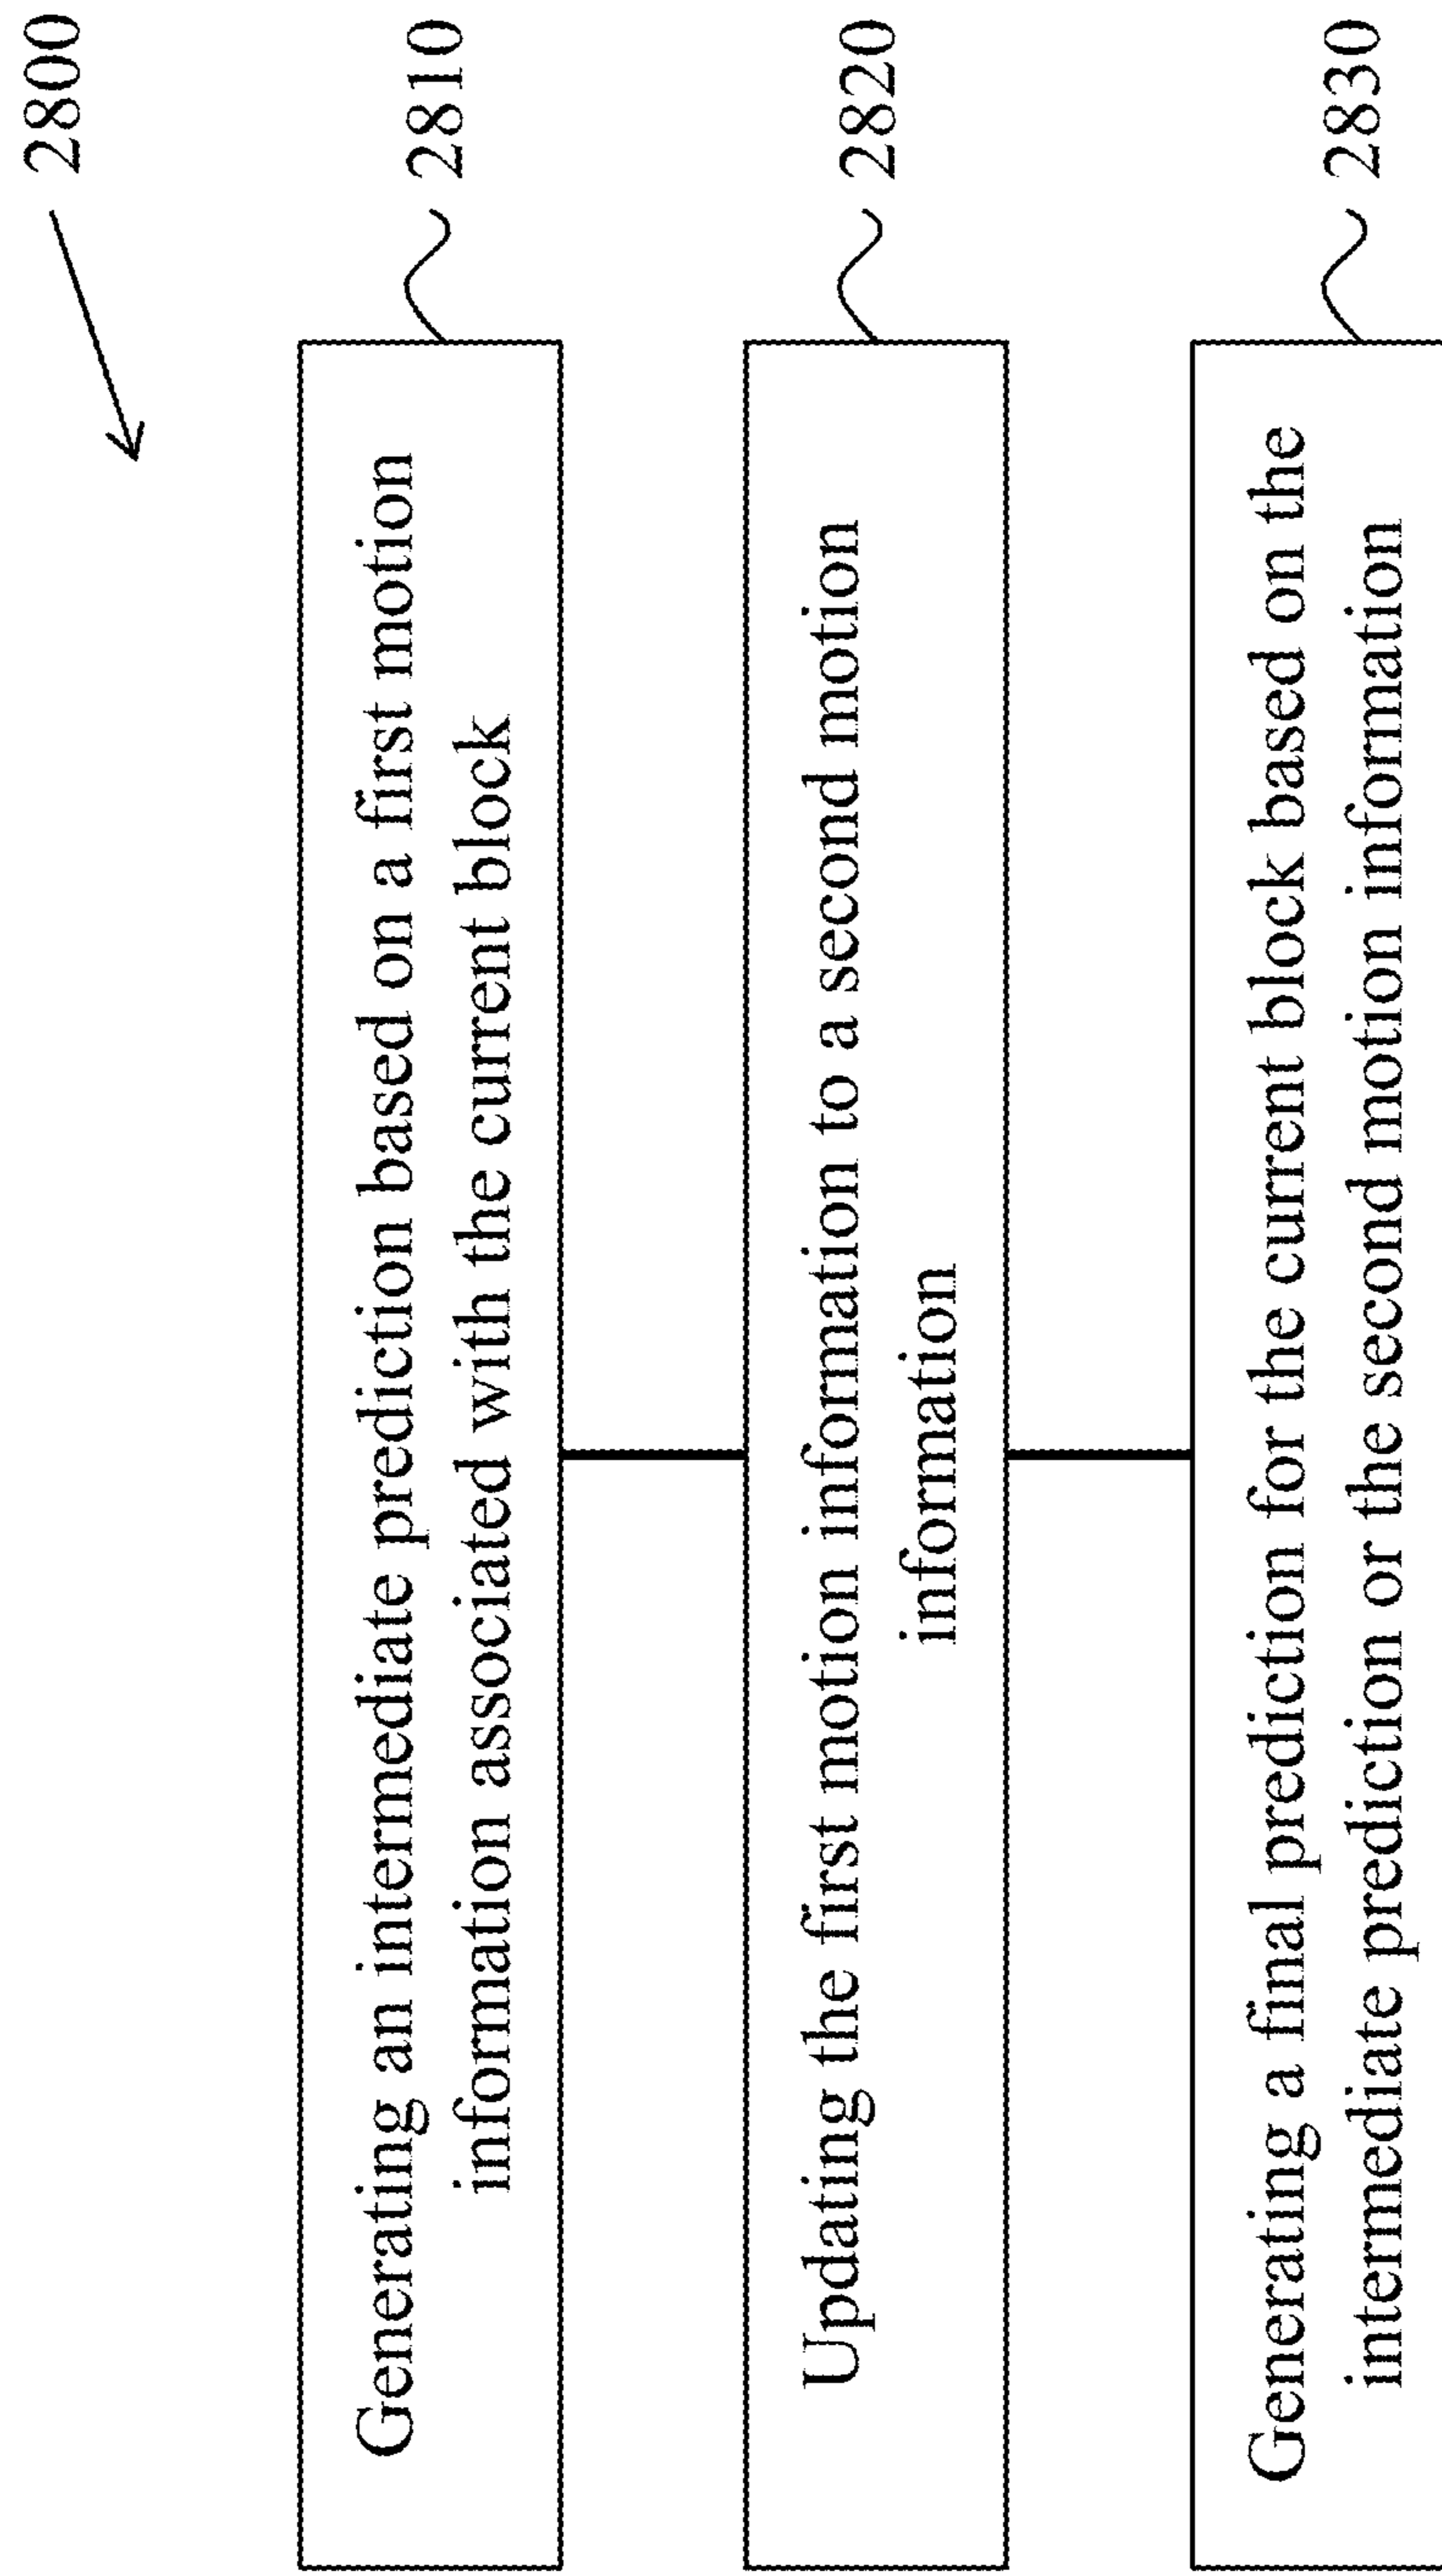 2800
Generating an intermediate prediction based on a first motion
information associated with the current block
2810
Updating the first motion information to a second motion
information
2820
Generating a final prediction for the current block based on the
intermediate prediction or the second motion information
2830